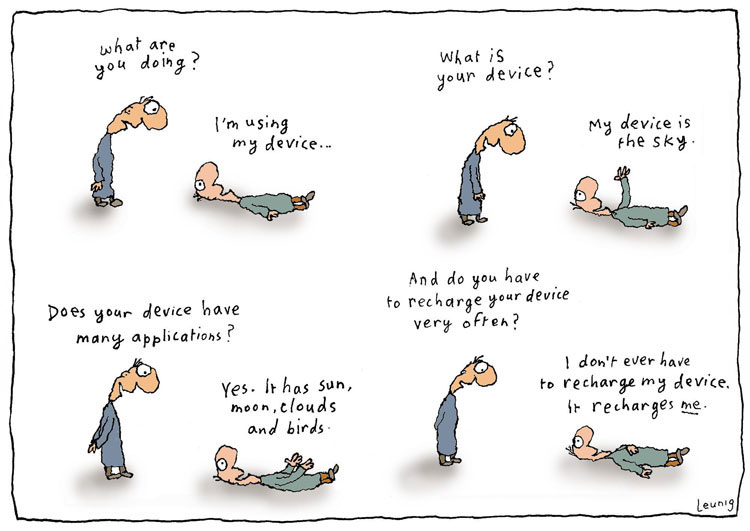 what are
you doing?
I'm using
my device...
What is
your device?
My device is
the sky.
Does your device have
many applications?
Yes. It has sun,
moon, clouds
and birds.
And do you have
to recharge your device
very often?
I don't ever have
to recharge my device.
It recharges me.
Leunig